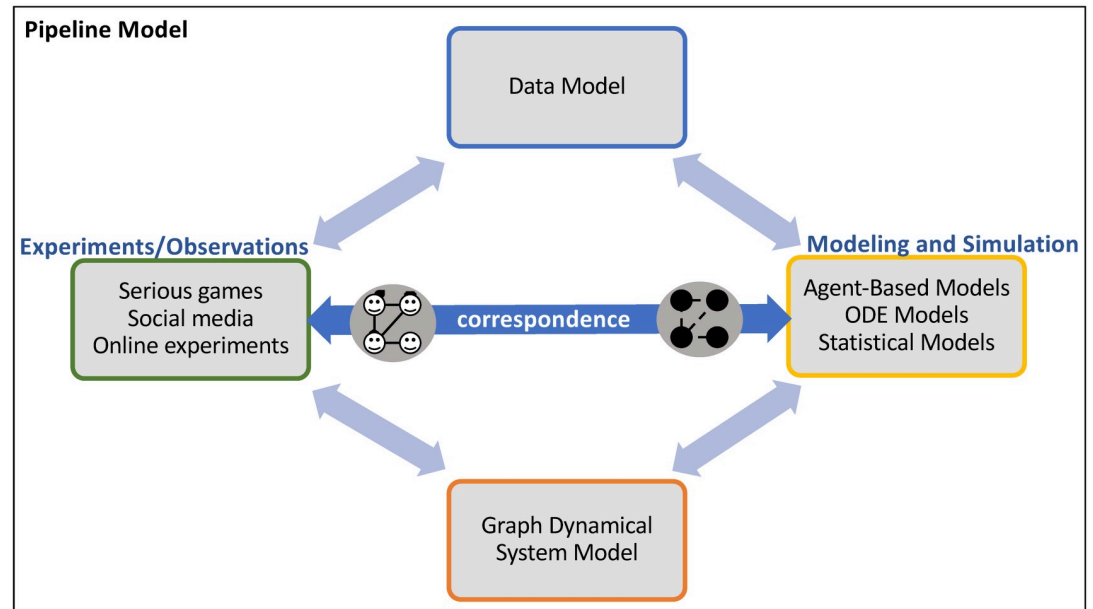 Pipeline Model
Data Model
Experiments/Observations
Modeling and Simulation
Serious games
Social media
Online experiments
correspondence
Agent-Based Models
ODE Models
Statistical Models
Graph Dynamical
System Model